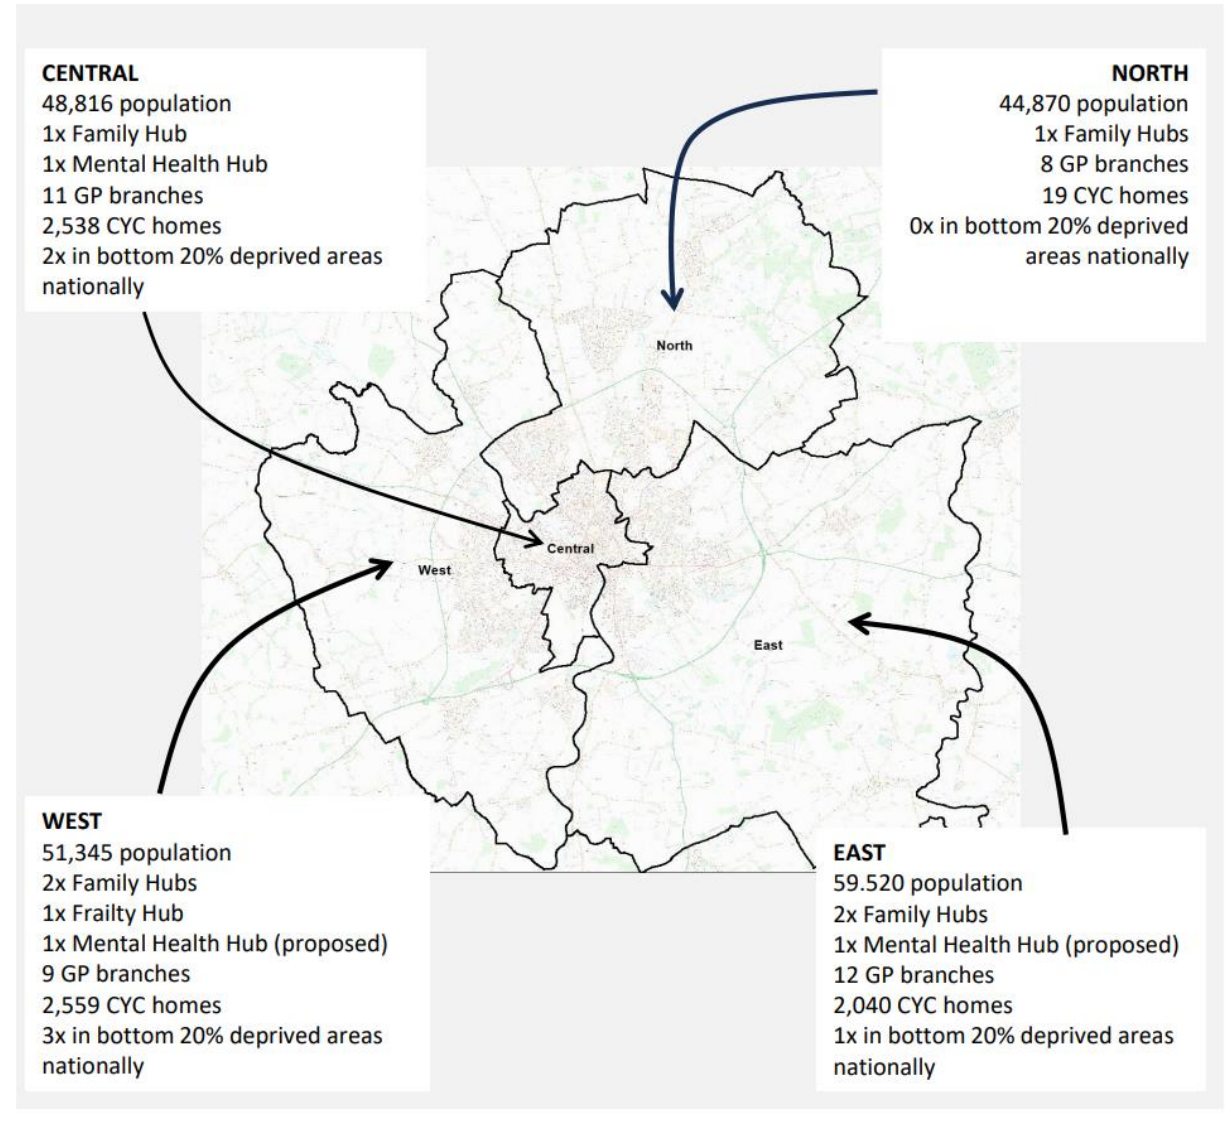 CENTRAL
48,816 population
1x Family Hub
1x Mental Health Hub
11 GP branches
2,538 CYC homes
2x in bottom 20% deprived areas
nationally
NORTH
44,870 population
1x Family Hubs
8 GP branches
19 CYC homes
0x in bottom 20% deprived
areas nationally
North
Central
West
East
WEST
51,345 population
2x Family Hubs
1x Frailty Hub
1x Mental Health Hub (proposed)
9 GP branches
2,559 CYC homes
3x in bottom 20% deprived areas
nationally
EAST
59.520 population
2x Family Hubs
1x Mental Health Hub (proposed)
12 GP branches
2,040 CYC homes
1x in bottom 20% deprived areas
nationally